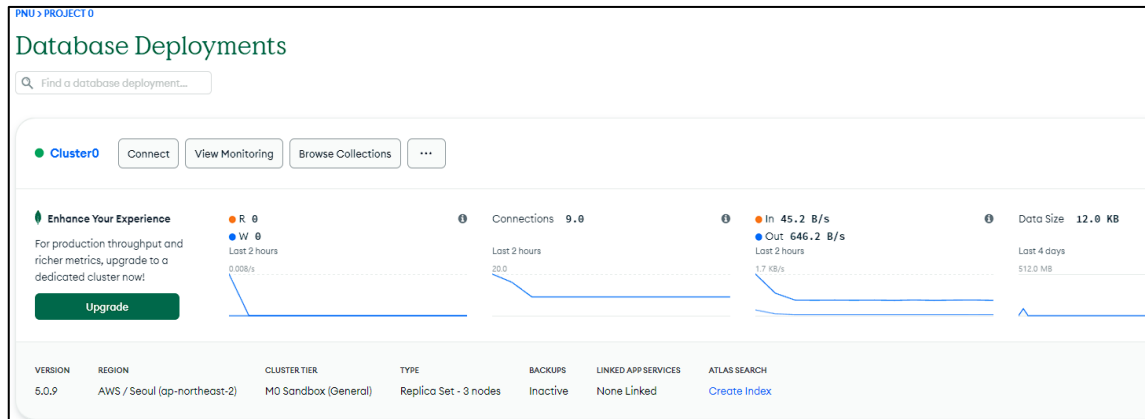 PNU > PROJECT 0
Database Deployments
Find a database deployment...
Cluster0
Connect
View Monitoring
Browse Collections
...
Enhance Your Experience
For production throughput and
richer metrics, upgrade to a
dedicated cluster now!
Upgrade
R 0
W 0
Last 2 hours
0.008/s
Connections 9.0
Last 2 hours
20.0
In 45.2 B/s
Out 646.2 B/s
Last 2 hours
1.7 KB/s
Data Size 12.0 KB
Last 4 days
512.0 MB
VERSION REGION CLUSTER TIER TYPE BACKUPS LINKED APP SERVICES ATLAS SEARCH
5.0.9 AWS / Seoul (ap-northeast-2) M0 Sandbox (General) Replica Set - 3 nodes Inactive None Linked Create Index